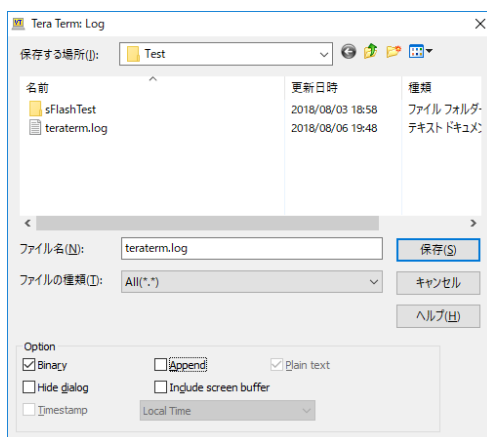 Tera Term: Log
保存する場所(I): Test
名前 更新日時 種類
sFlashTest 2018/08/03 18:58 ファイル フォルダー
teraterm.log 2018/08/06 19:48 テキスト ドキュメ
ファイル名(N): teraterm.log 保存(S)
ファイルの種類(T): All(*.*) キャンセル
ヘルプ(H)
Option
Binary Append Plain text
Hide dialog Include screen buffer
Timestamp Local Time